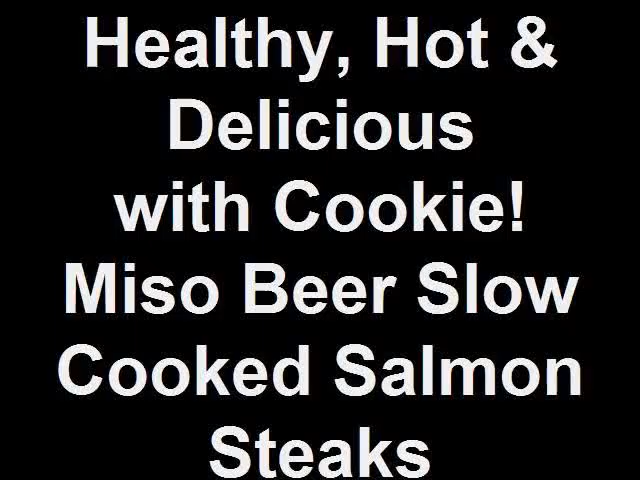 Healthy, Hot &
Delicious
with Cookie!
Miso Beer Slow
Cooked Salmon
Steaks